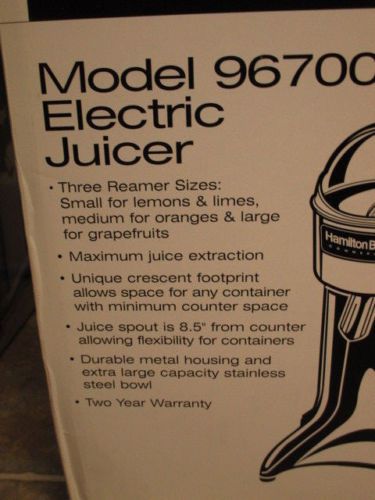 Model 96700
Electric
Juicer
• Three Reamer Sizes:
Small for lemons & limes,
medium for oranges & large
for grapefruits
• Maximum juice extraction
• Unique crescent footprint
allows space for any container
with minimum counter space
• Juice spout is 8.5" from counter
allowing flexibility for containers
• Durable metal housing and
extra large capacity stainless
steel bowl
• Two Year Warranty
Hamilton B